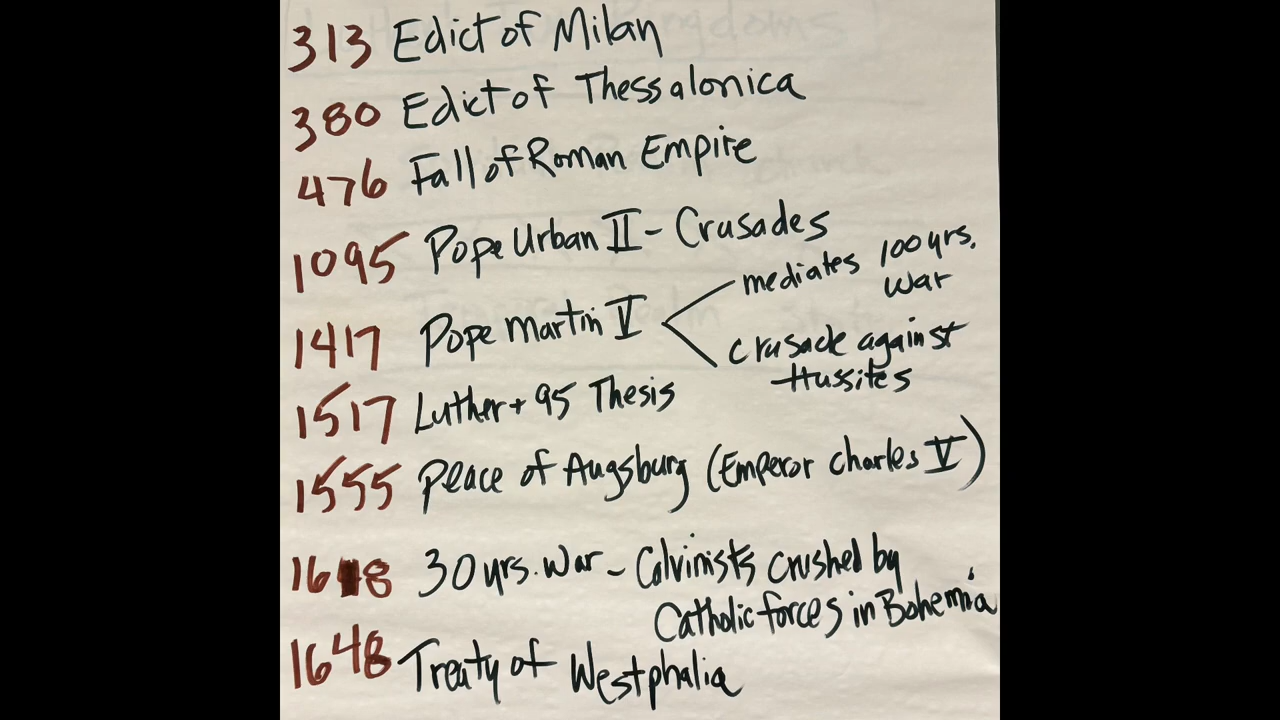 313 Edict of Milan
380 Edict of Thessalonica
476 Fall of Roman Empire
1095 Pope Urban II - Crusades
1417 Pope Martin V
mediates 100 yrs.
war
crusade against
Hussites
1517 Luther + 95 Thesis
1555 Peace of Augsburg (Emperor Charles V)
1618 30 yrs. war - Calvinists crushed by
Catholic forces in Bohemia
1648 Treaty of Westphalia